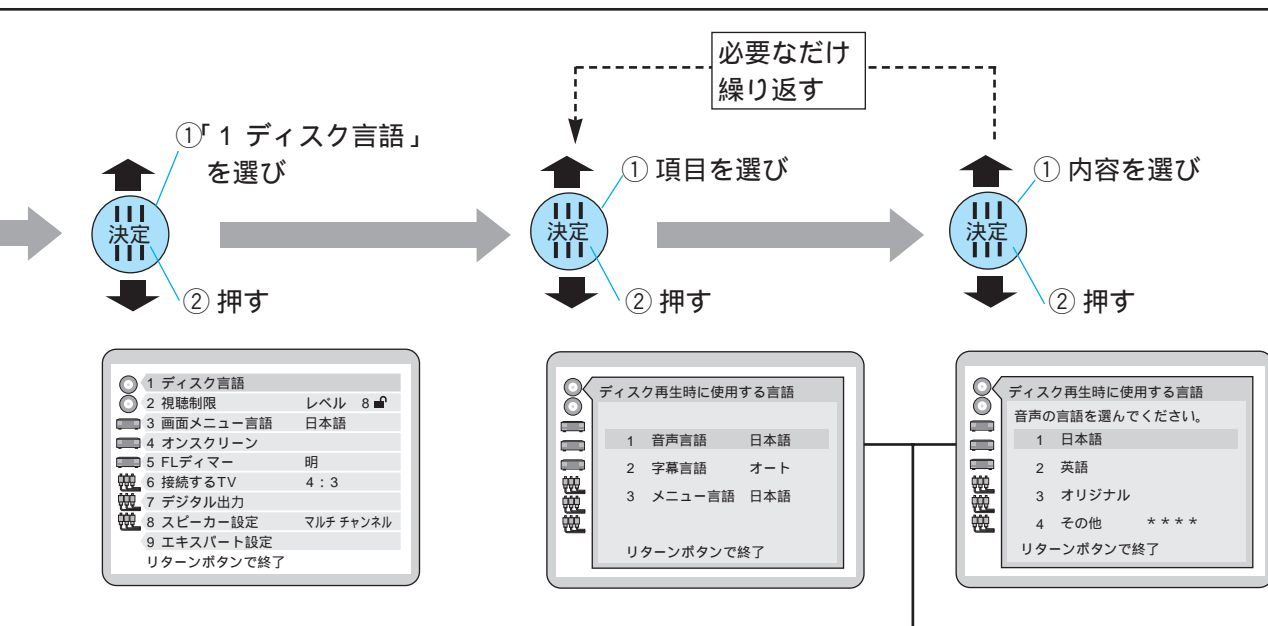 必要なだけ
繰り返す
①「1 ディスク言語」
を選び
決定
② 押す
① 項目を選び
決定
② 押す
① 内容を選び
決定
② 押す
1 ディスク言語
2 視聴制限 レベル 8
3 画面メニュー言語 日本語
4 オンスクリーン
5 FLディマー 明
6 接続するTV 4：3
7 デジタル出力
8 スピーカー設定 マルチ チャンネル
9 エキスパート設定
リターンボタンで終了
ディスク再生時に使用する言語
1 音声言語 日本語
2 字幕言語 オート
3 メニュー言語 日本語
リターンボタンで終了
ディスク再生時に使用する言語
音声の言語を選んでください。
1 日本語
2 英語
3 オリジナル
4 その他 ＊＊＊＊
リターンボタンで終了